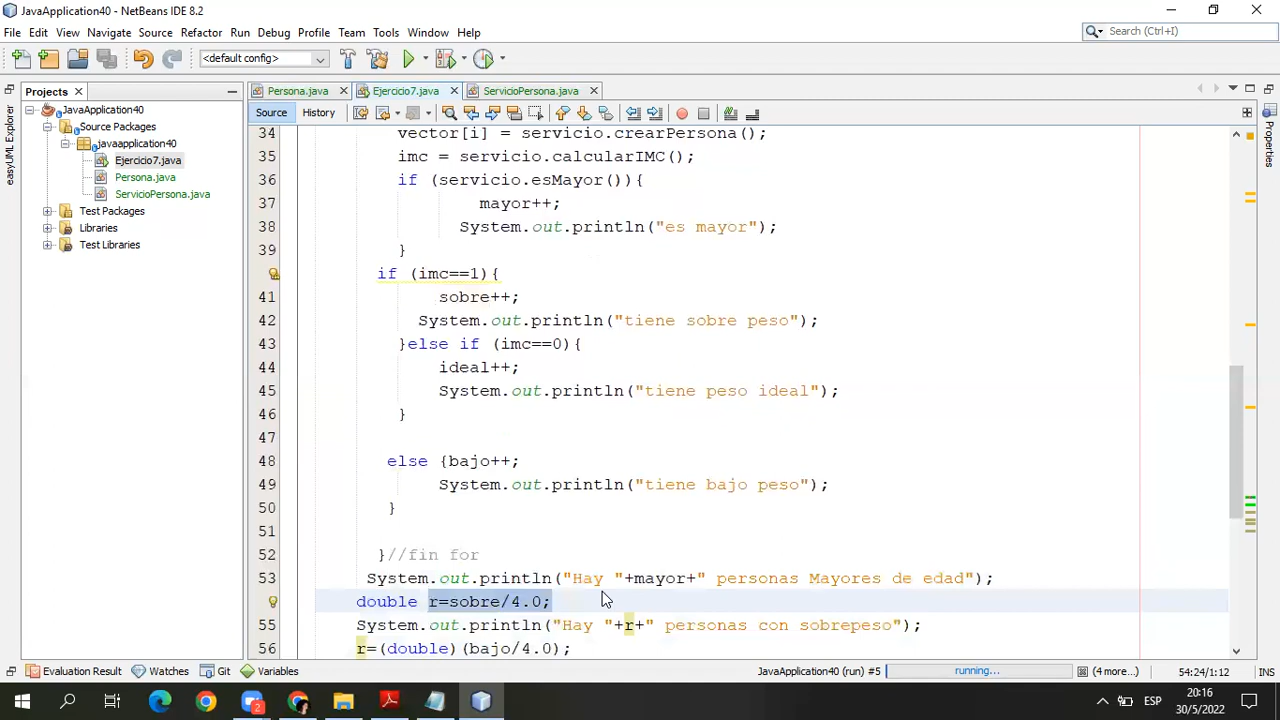 JavaApplication40 - NetBeans IDE 8.2
File Edit View Navigate Source Refactor Run Debug Profile Team Tools Window Help
Search (Ctrl+I)
<default config>
Projects
Persona.java
Ejercicio7.java
ServicioPersona.java
easyUML Explorer
Properties
JavaApplication40
Source Packages
javaapplication40
Ejercicio7.java
Persona.java
ServicioPersona.java
Test Packages
Libraries
Test Libraries
Source History
34 vector[i] = servicio.crearPersona();
35 imc = servicio.calcularIMC();
36 if (servicio.esMayor()){
37 mayor++;
38 System.out.println("es mayor");
39 }
if (imc==1){
41 sobre++;
42 System.out.println("tiene sobre peso");
43 }else if (imc==0){
44 ideal++;
45 System.out.println("tiene peso ideal");
46 }
47
48 else {bajo++;
49 System.out.println("tiene bajo peso");
50 }
51
52 }//fin for
53 System.out.println("Hay "+mayor+" personas Mayores de edad");
double r=sobre/4.0;
55 System.out.println("Hay "+r+" personas con sobrepeso");
56 r=(double)(bajo/4.0);
Evaluation Result Watches Git Variables
JavaApplication40 (run) #5 running... (4 more...) 54:24/1:12 INS
2
ESP
20:16
30/5/2022